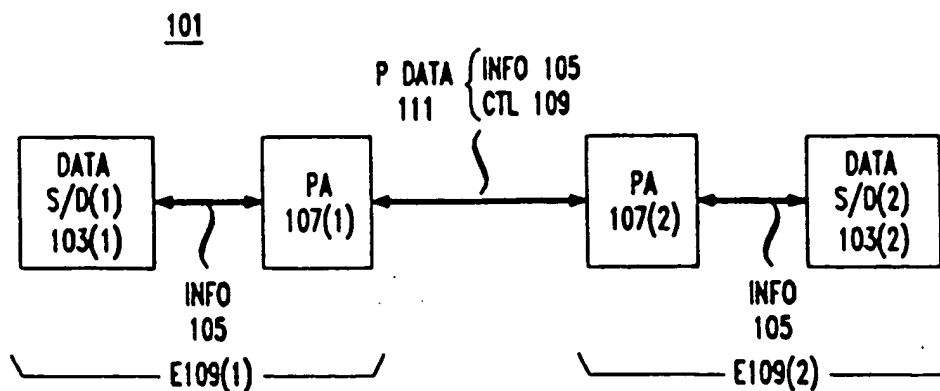 101
P DATA
111
INFO 105
CTL 109
DATA
S/D(1)
103(1)
PA
107(1)
PA
107(2)
DATA
S/D(2)
103(2)
INFO
105
INFO
105
E109(1)
E109(2)